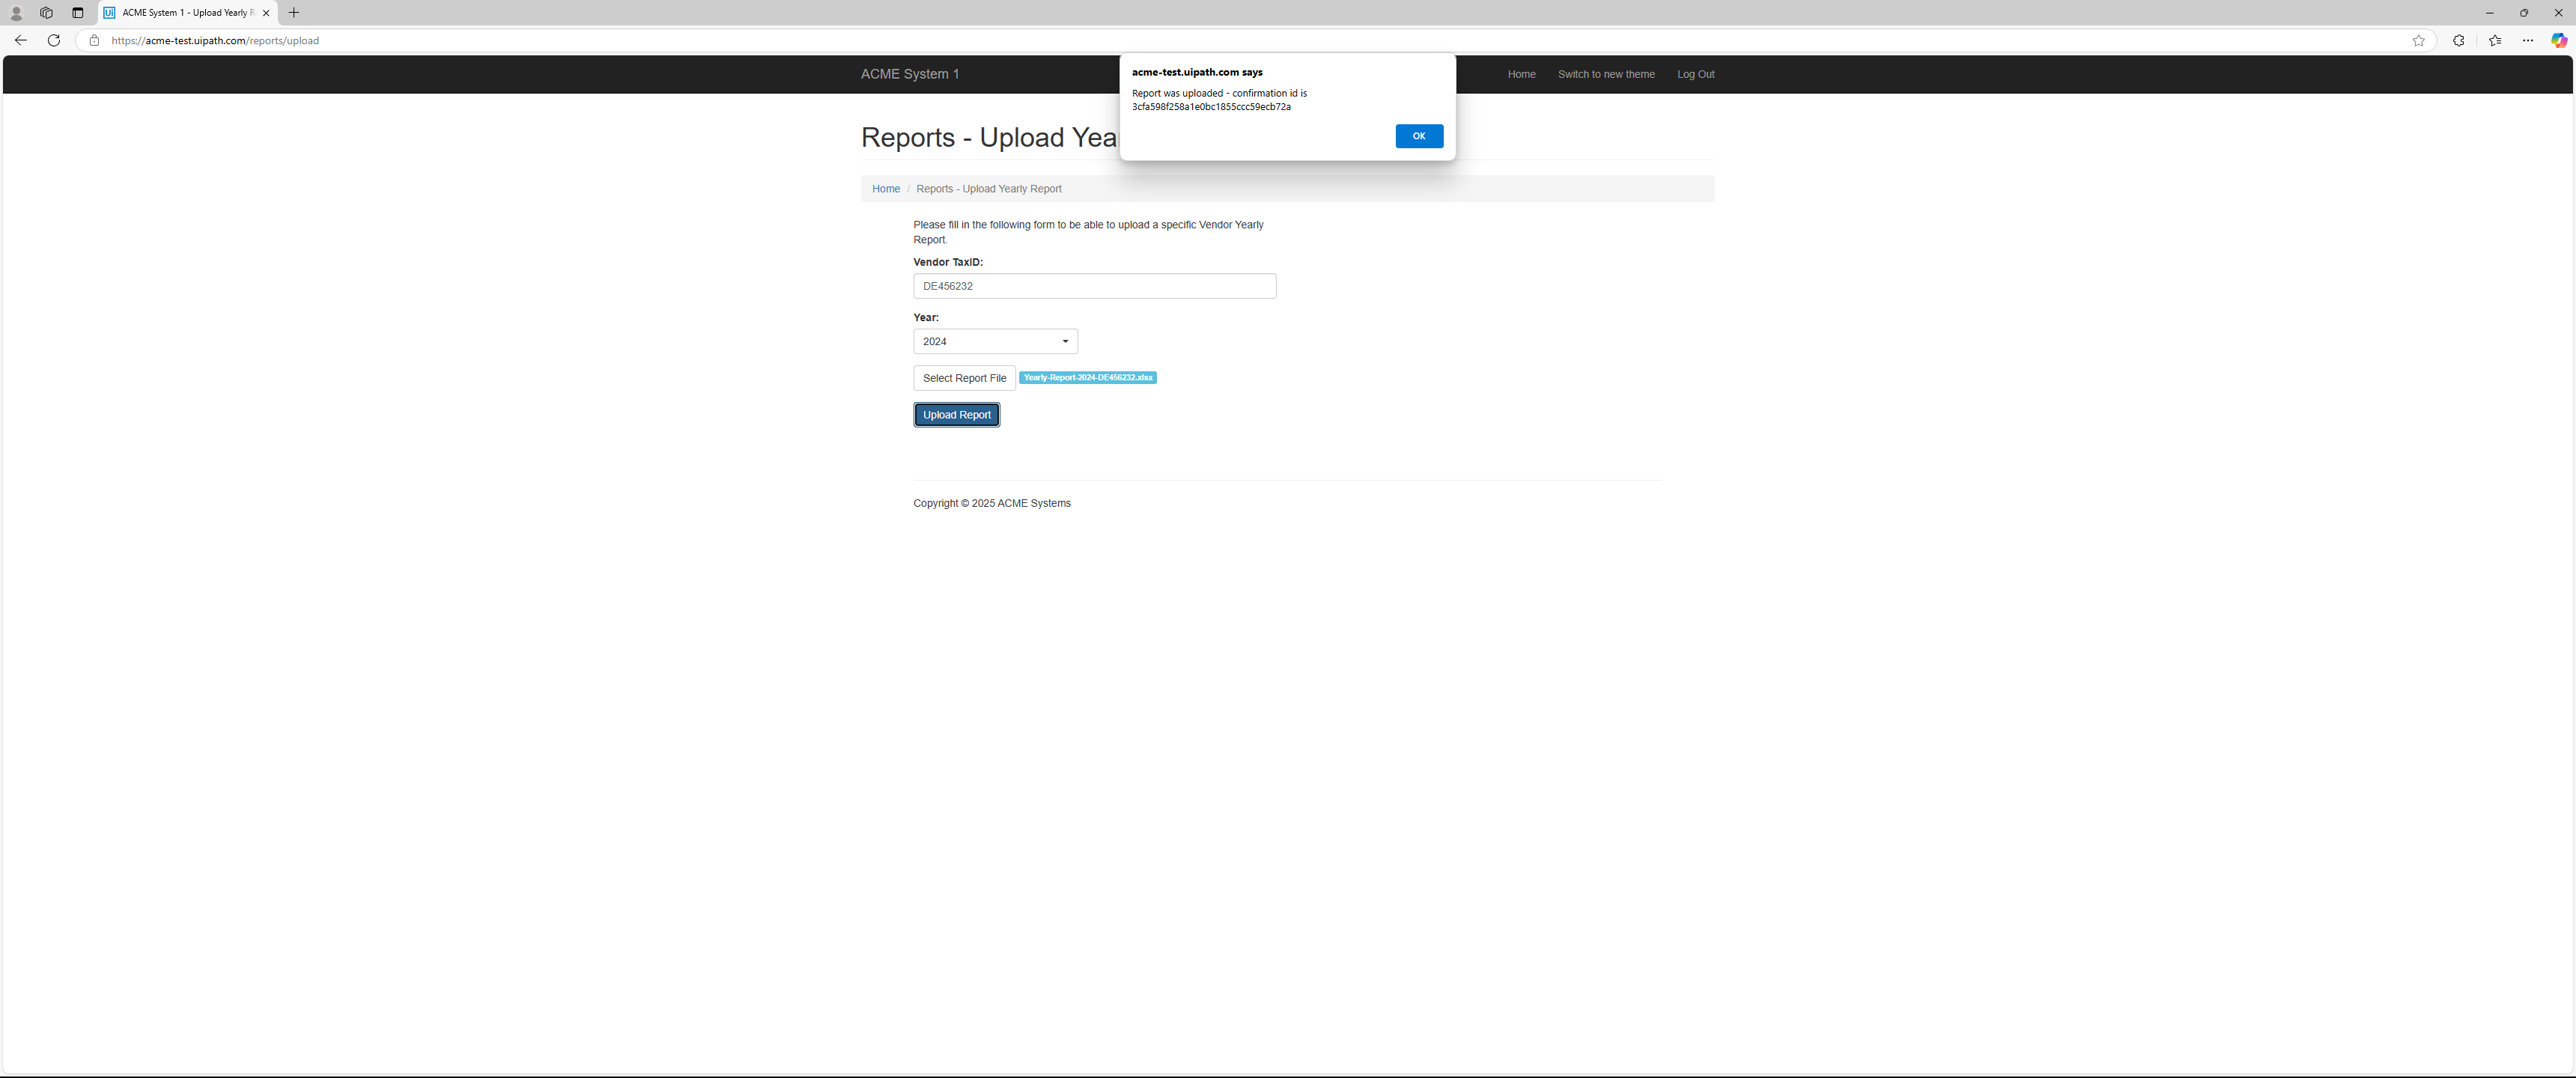 ACME System 1 - Upload Yearly R
https://acme-test.uipath.com/reports/upload
ACME System 1
Home
Switch to new theme
Log Out
acme-test.uipath.com says
Report was uploaded - confirmation id is
3cfa598f258a1e0bc1855ccc59ecb72a
OK
Reports - Upload Yea
Home / Reports - Upload Yearly Report
Please fill in the following form to be able to upload a specific Vendor Yearly
Report.
Vendor TaxID:
DE456232
Year:
2024
Select Report File
Yearly-Report-2024-DE456232.xlsx
Upload Report
Copyright © 2025 ACME Systems